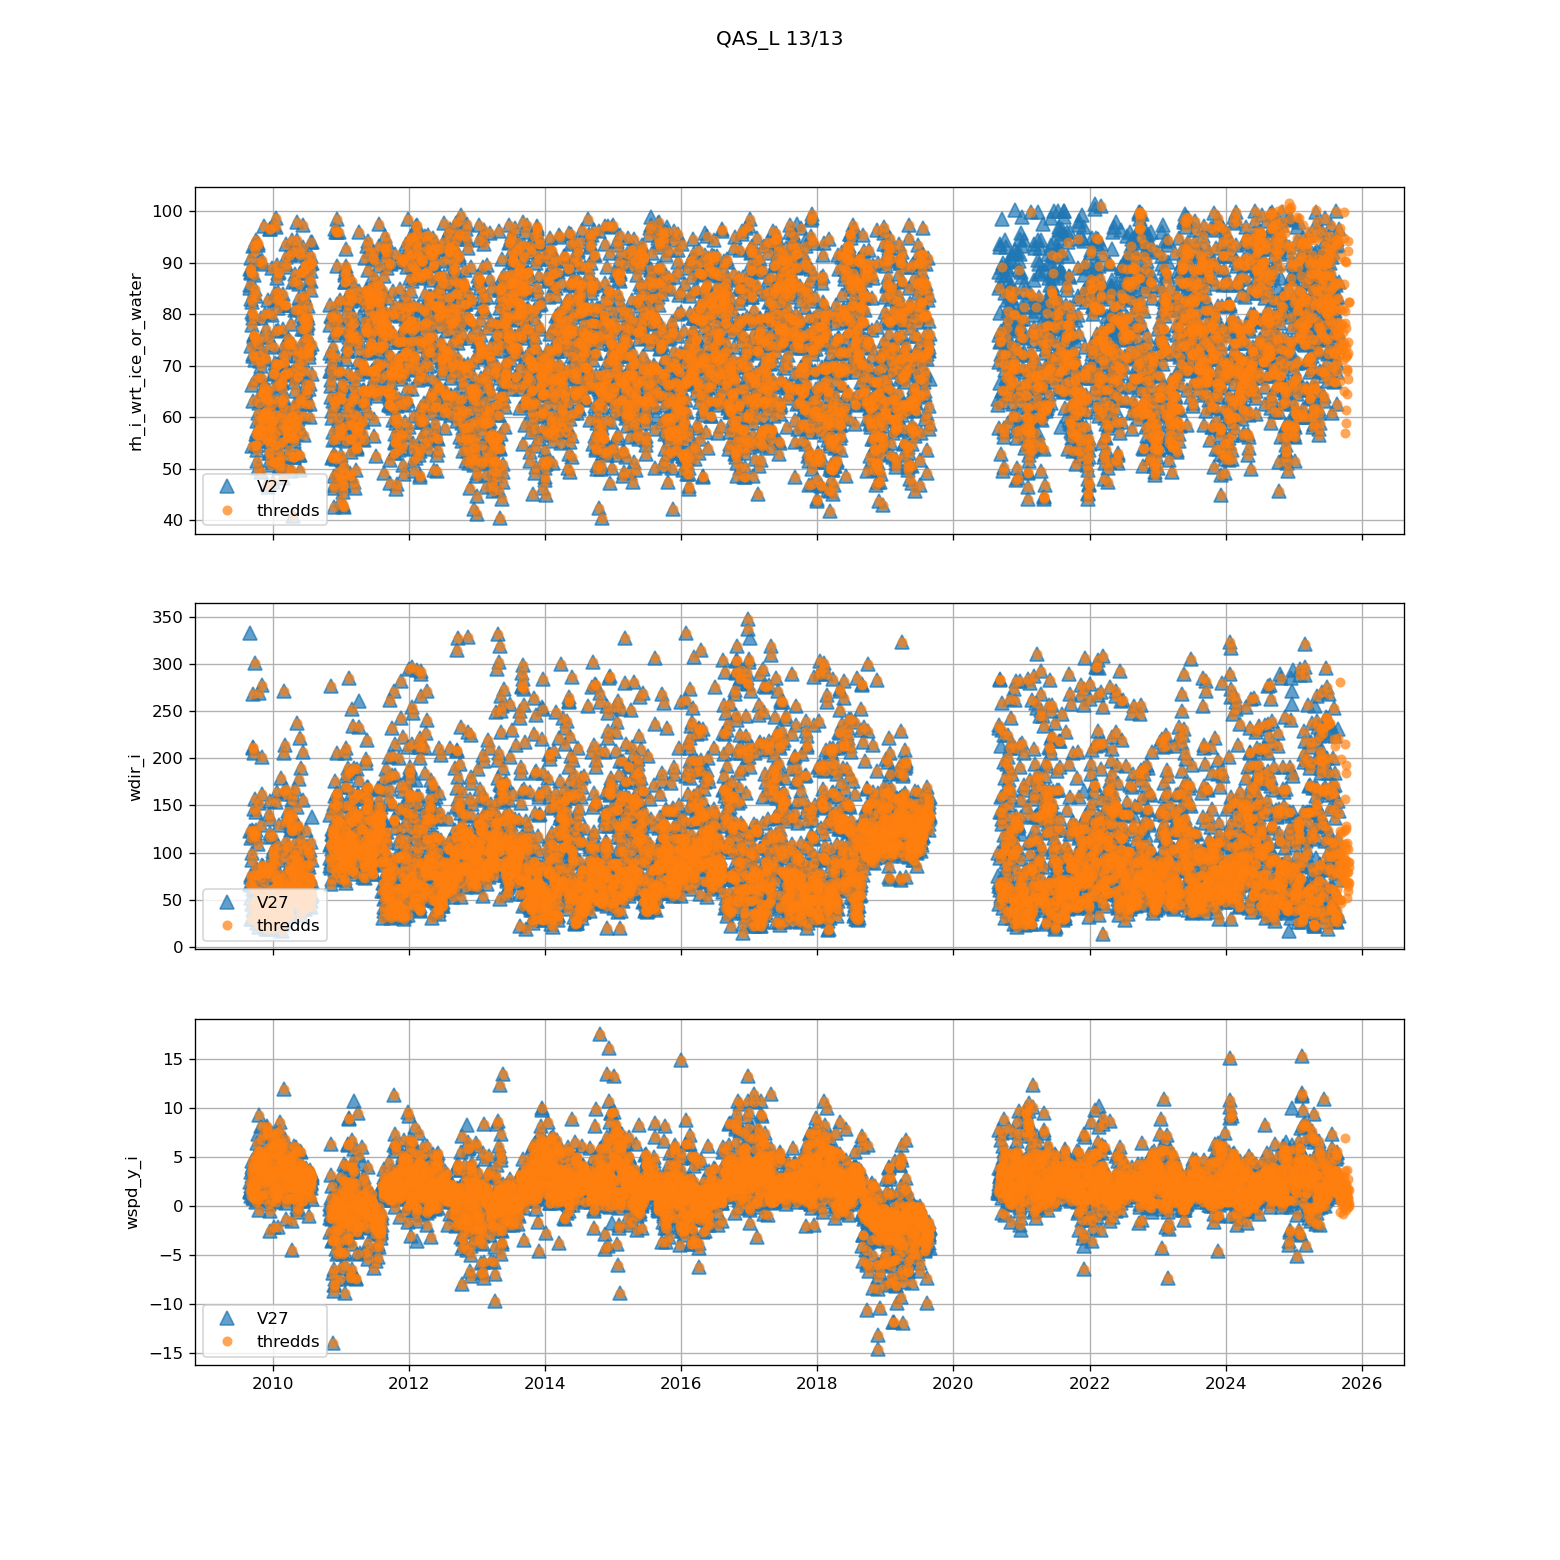 QAS_L 13/13
100
90
80
70
60
50
40
rh_i_wrt_ice_or_water
V27
thredds
350
300
250
200
150
100
50
0
wdir_i
V27
thredds
15
10
5
0
−5
−10
−15
wspd_y_i
V27
thredds
2010 2012 2014 2016 2018 2020 2022 2024 2026